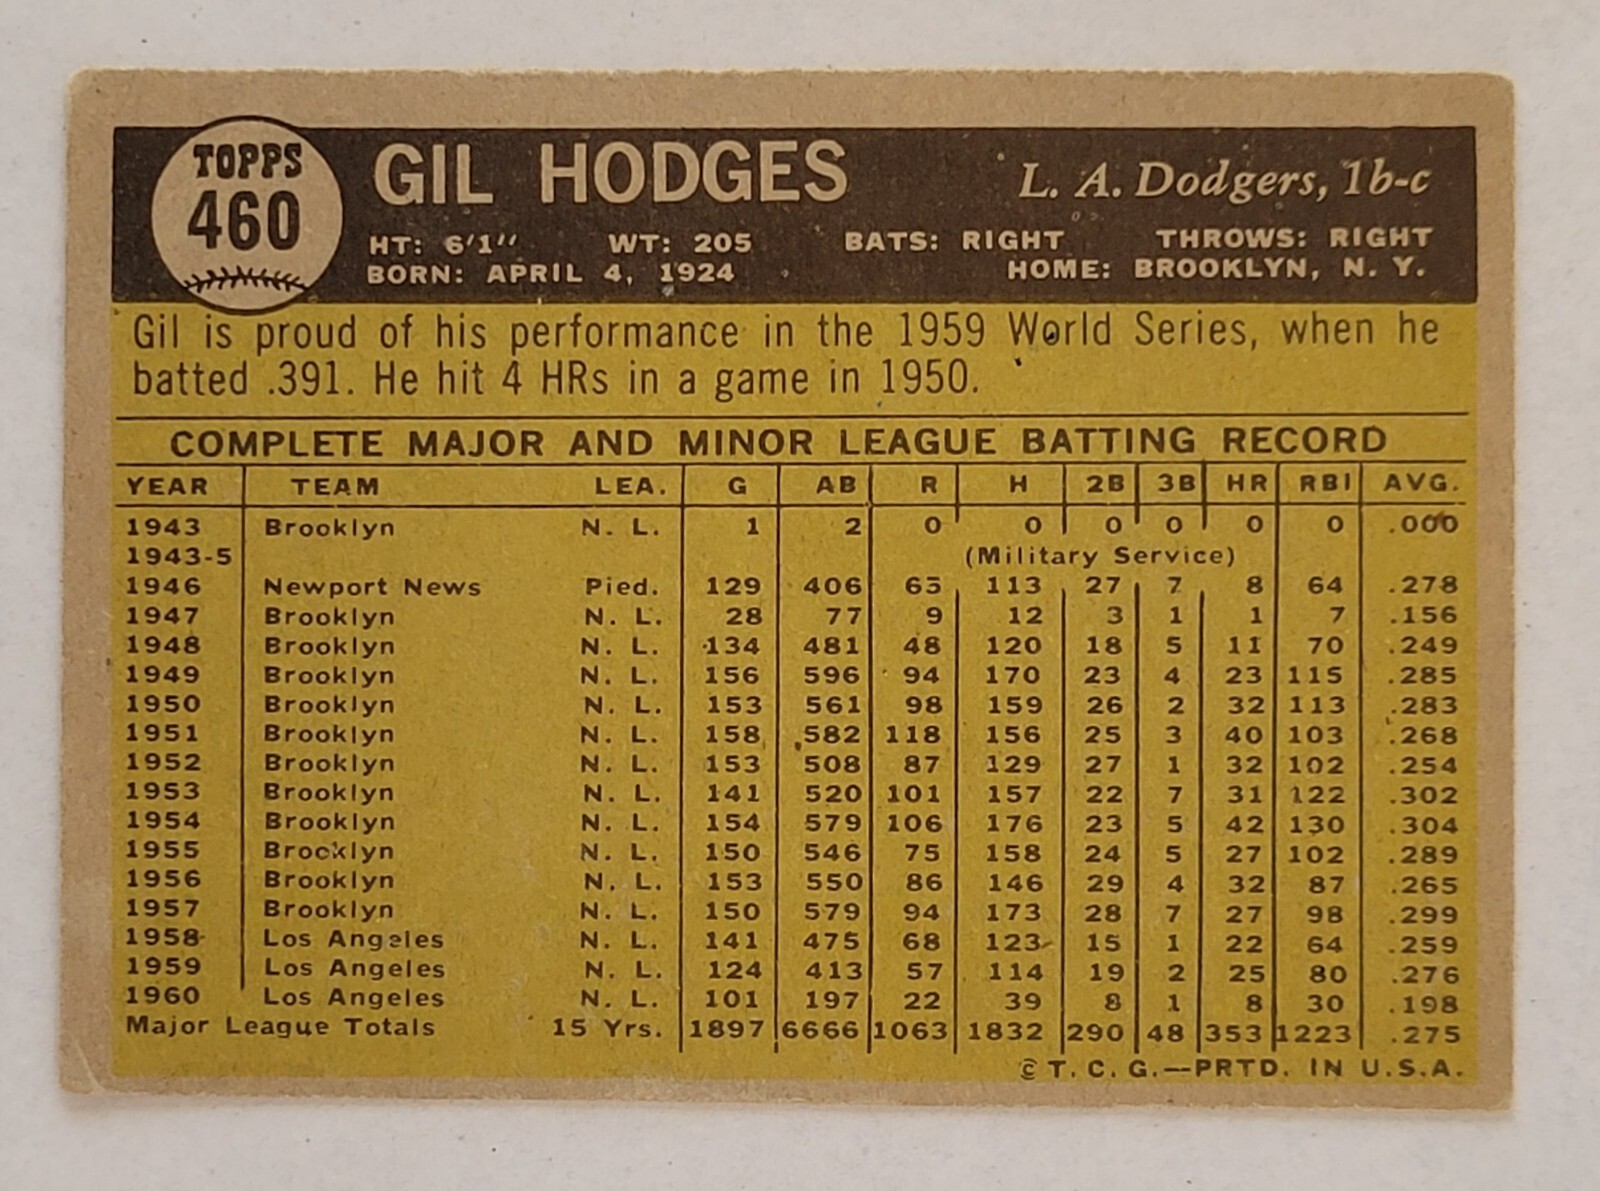 TOPPS
460
GIL HODGES
L. A. Dodgers, 1b-c
HT: 6'1" WT: 205 BATS: RIGHT THROWS: RIGHT
BORN: APRIL 4, 1924 HOME: BROOKLYN, N. Y.
Gil is proud of his performance in the 1959 World Series, when he
batted .391. He hit 4 HRs in a game in 1950.
COMPLETE MAJOR AND MINOR LEAGUE BATTING RECORD
YEAR TEAM LEA. G AB R H 2B 3B HR RBI AVG.
1943 Brooklyn N. L. 1 2 0 0 0 0 0 0 .000
1943-5 (Military Service)
1946 Newport News Pied. 129 406 65 113 27 7 8 64 .278
1947 Brooklyn N. L. 28 77 9 12 3 1 1 7 .156
1948 Brooklyn N. L. 134 481 48 120 18 5 11 70 .249
1949 Brooklyn N. L. 156 596 94 170 23 4 23 115 .285
1950 Brooklyn N. L. 153 561 98 159 26 2 32 113 .283
1951 Brooklyn N. L. 158 582 118 156 25 3 40 103 .268
1952 Brooklyn N. L. 153 508 87 129 27 1 32 102 .254
1953 Brooklyn N. L. 141 520 101 157 22 7 31 122 .302
1954 Brooklyn N. L. 154 579 106 176 23 5 42 130 .304
1955 Brooklyn N. L. 150 546 75 158 24 5 27 102 .289
1956 Brooklyn N. L. 153 550 86 146 29 4 32 87 .265
1957 Brooklyn N. L. 150 579 94 173 28 7 27 98 .299
1958 Los Angeles N. L. 141 475 68 123 15 1 22 64 .259
1959 Los Angeles N. L. 124 413 57 114 19 2 25 80 .276
1960 Los Angeles N. L. 101 197 22 39 8 1 8 30 .198
Major League Totals 15 Yrs. 1897 6666 1063 1832 290 48 353 1223 .275
© T. C. G.—PRTD. IN U.S.A.